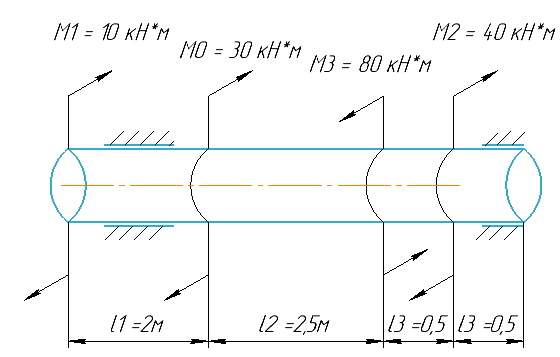 M1 = 10 кН*м
M0 = 30 кН*м
M3 = 80 кН*м
M2 = 40 кН*м
l1=2м
l2 =2,5м
l3 =0,5
l3 =0,5